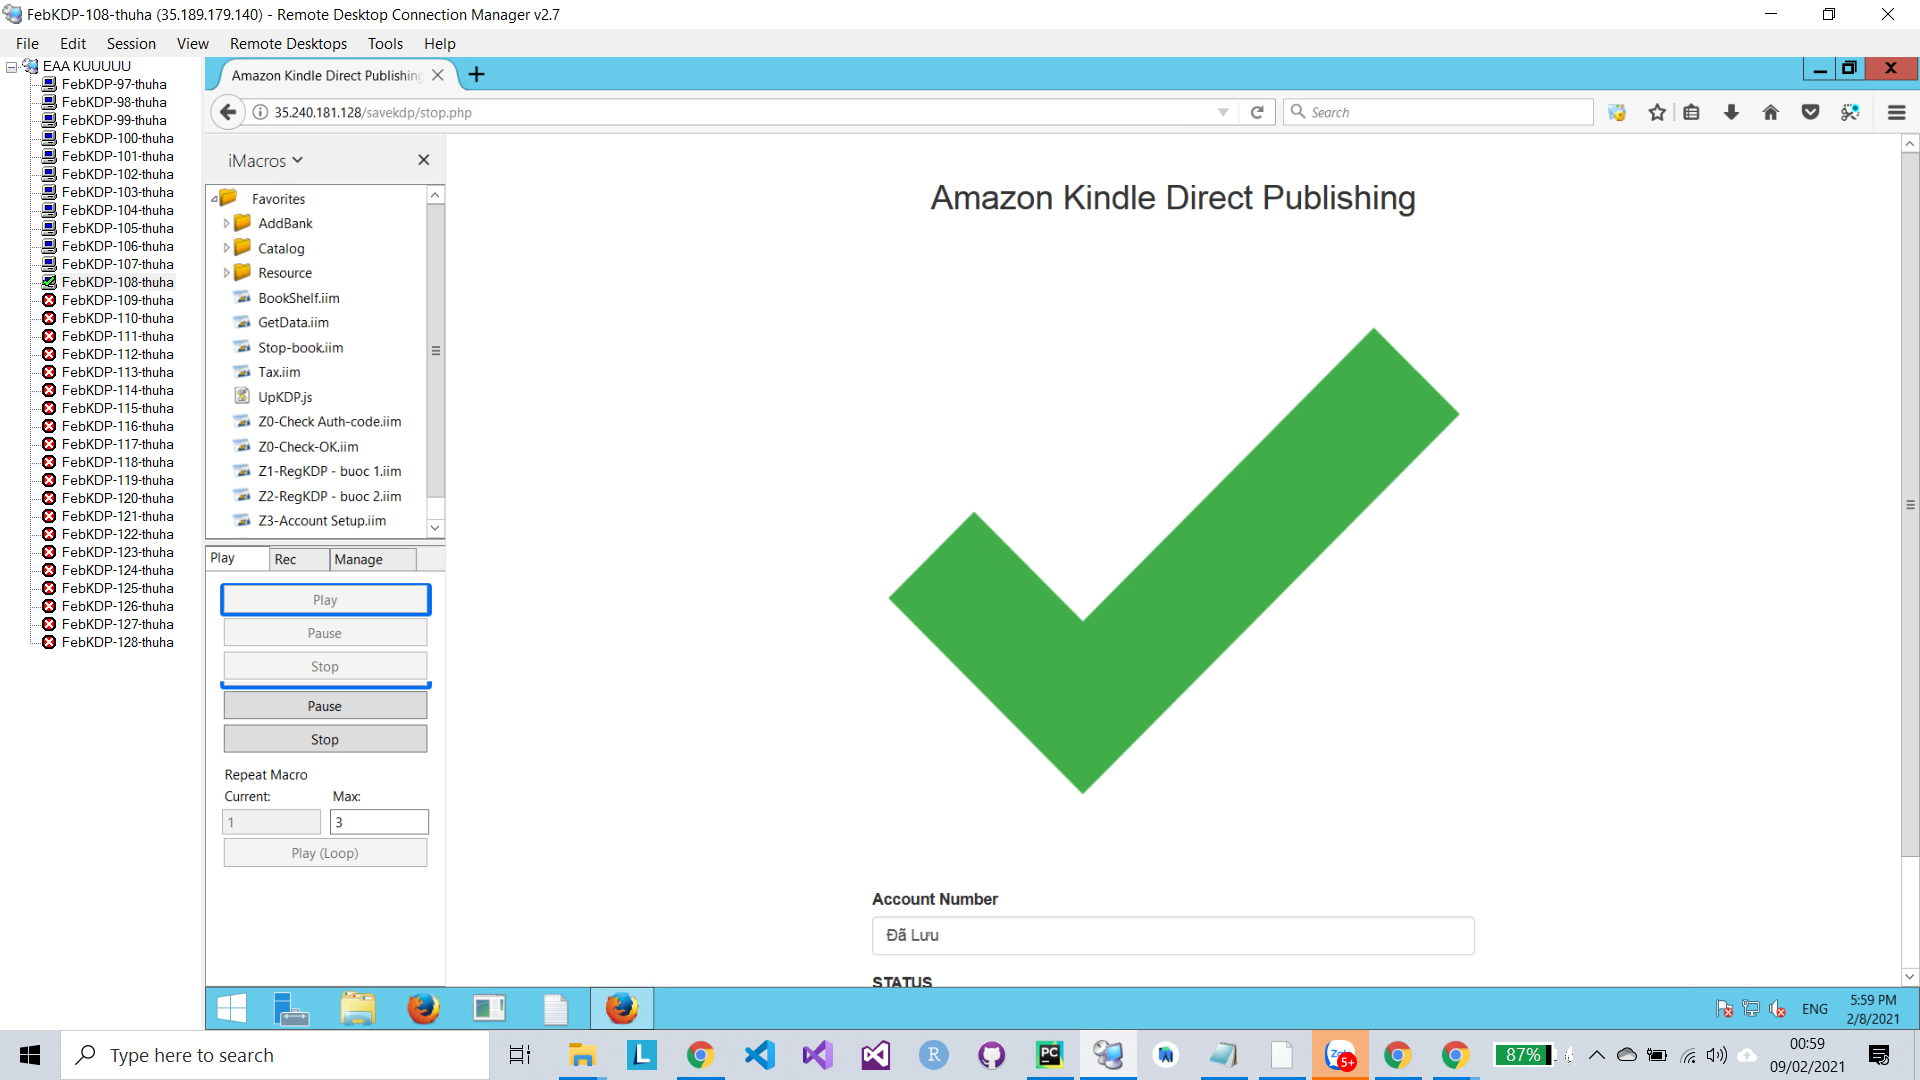 FebKDP-108-thuha (35.189.179.140) - Remote Desktop Connection Manager v2.7
File Edit Session View Remote Desktops Tools Help
EAA KUUUUU
FebKDP-97-thuha
FebKDP-98-thuha
FebKDP-99-thuha
FebKDP-100-thuha
FebKDP-101-thuha
FebKDP-102-thuha
FebKDP-103-thuha
FebKDP-104-thuha
FebKDP-105-thuha
FebKDP-106-thuha
FebKDP-107-thuha
FebKDP-108-thuha
FebKDP-109-thuha
FebKDP-110-thuha
FebKDP-111-thuha
FebKDP-112-thuha
FebKDP-113-thuha
FebKDP-114-thuha
FebKDP-115-thuha
FebKDP-116-thuha
FebKDP-117-thuha
FebKDP-118-thuha
FebKDP-119-thuha
FebKDP-120-thuha
FebKDP-121-thuha
FebKDP-122-thuha
FebKDP-123-thuha
FebKDP-124-thuha
FebKDP-125-thuha
FebKDP-126-thuha
FebKDP-127-thuha
FebKDP-128-thuha
Amazon Kindle Direct Publishing
35.240.181.128/savekdp/stop.php
Search
iMacros
Favorites
AddBank
Catalog
Resource
BookShelf.iim
GetData.iim
Stop-book.iim
Tax.iim
UpKDP.js
Z0-Check Auth-code.iim
Z0-Check-OK.iim
Z1-RegKDP - buoc 1.iim
Z2-RegKDP - buoc 2.iim
Z3-Account Setup.iim
Play Rec Manage
Play
Pause
Stop
Pause
Stop
Repeat Macro
Current: Max:
1 3
Play (Loop)
Amazon Kindle Direct Publishing
Account Number
Đã Lưu
STATUS
ENG
5:59 PM
2/8/2021
Type here to search
L
R
PC
Za
5+
87%
00:59
09/02/2021